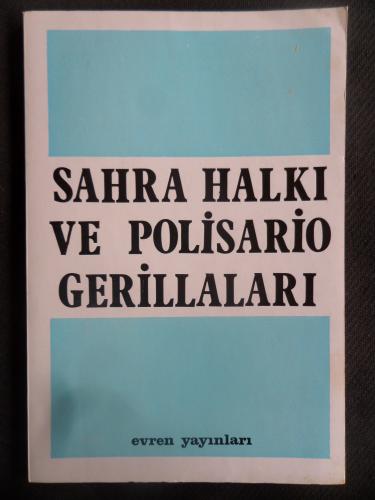 SAHRA HALKI
VE POLİSARİO
GERİLLALARI
evren yayınları